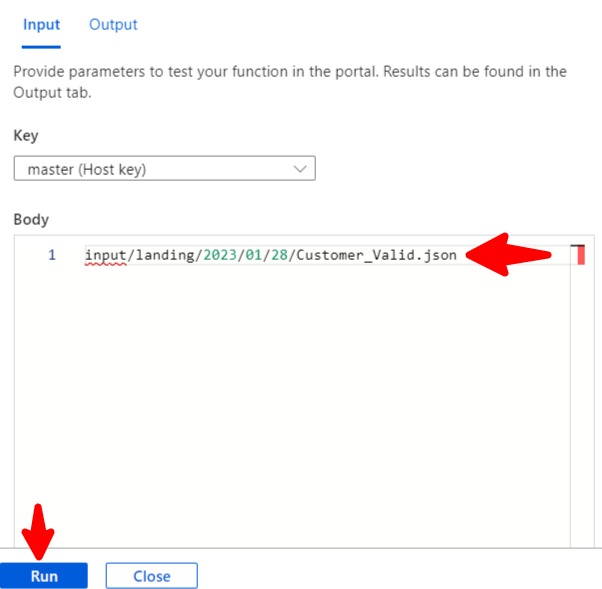 Input Output
Provide parameters to test your function in the portal. Results can be found in the
Output tab.
Key
master (Host key)
Body
1 input/landing/2023/01/28/Customer_Valid.json
Run Close